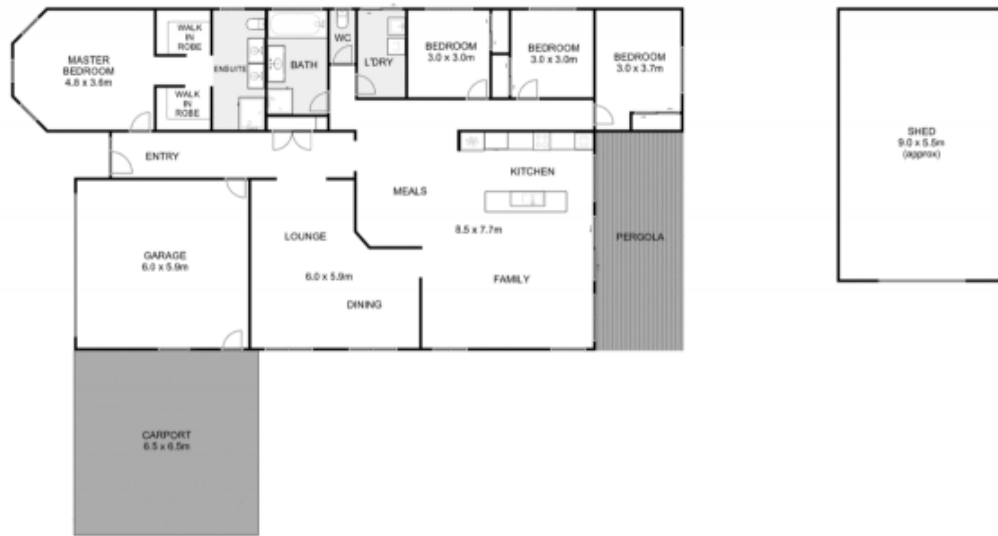 WALK
IN
ROBE
MASTER
BEDROOM
4.8 x 3.6m
ENSUITE
WALK
IN
ROBE
BATH
WC
L'DRY
BEDROOM
3.0 x 3.0m
BEDROOM
3.0 x 3.0m
BEDROOM
3.0 x 3.7m
SHED
9.0 x 5.5m
(approx)
ENTRY
KITCHEN
MEALS
8.5 x 7.7m
LOUNGE
PERGOLA
GARAGE
6.0 x 5.9m
6.0 x 5.9m
FAMILY
DINING
CARPORT
6.5 x 6.5m